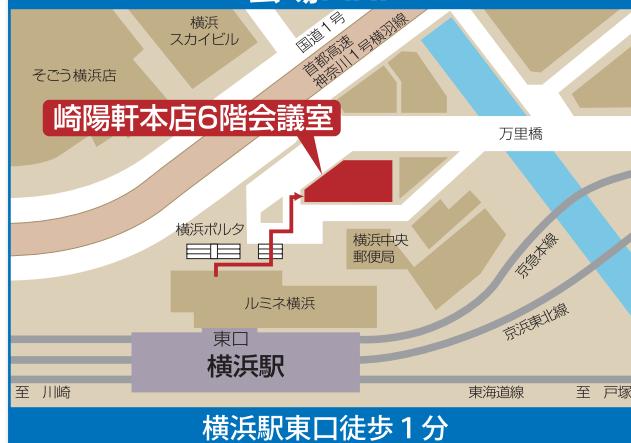 横浜
スカイビル
国道1号
首都高速
神奈川1号横羽線
そごう横浜店
崎陽軒本店6階会議室
万里橋
横浜ポルタ
横浜中央
郵便局
京急本線
ルミネ横浜
京浜東北線
東口
横浜駅
至 川崎
東海道線
至 戸塚
横浜駅東口徒歩1分